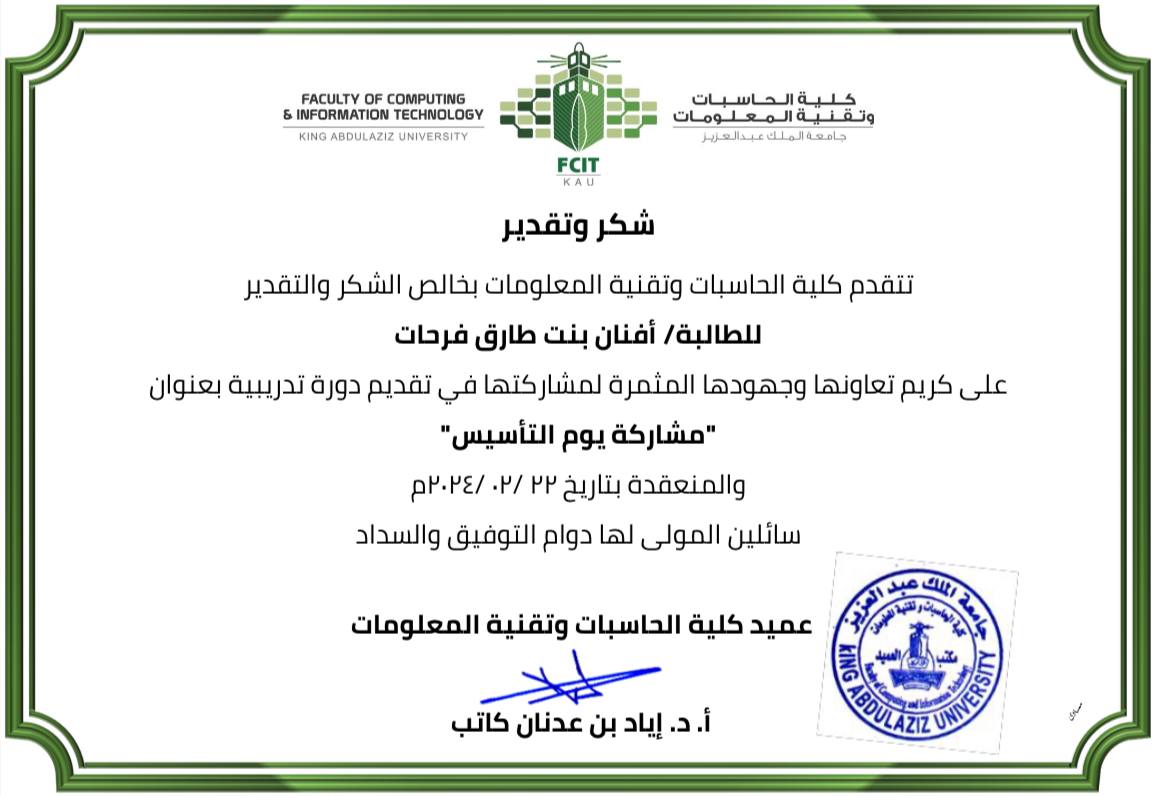 FACULTY OF COMPUTING
& INFORMATION TECHNOLOGY
KING ABDULAZIZ UNIVERSITY
FCIT
KAU
كلية الحاسبات
وتقنية المعلومات
جامعة الملك عبدالعزيز
شكر وتقدير
تتقدم كلية الحاسبات وتقنية المعلومات بخالص الشكر والتقدير
للطالبة/ أفنان بنت طارق فرحات
على كريم تعاونها وجهودها المثمرة لمشاركتها في تقديم دورة تدريبية بعنوان
"مشاركة يوم التأسيس"
والمنعقدة بتاريخ ٢٢ /٠٢ /٢٠٢٤م
سائلين المولى لها دوام التوفيق والسداد
عميد كلية الحاسبات وتقنية المعلومات
أ. د. إياد بن عدنان كاتب
جامعة الملك عبد العزيز
كلية الحاسبات و تقنية المعلومات
مكتب العميد
Faculty of Computing and Information Technology
KING ABDULAZIZ UNIVERSITY